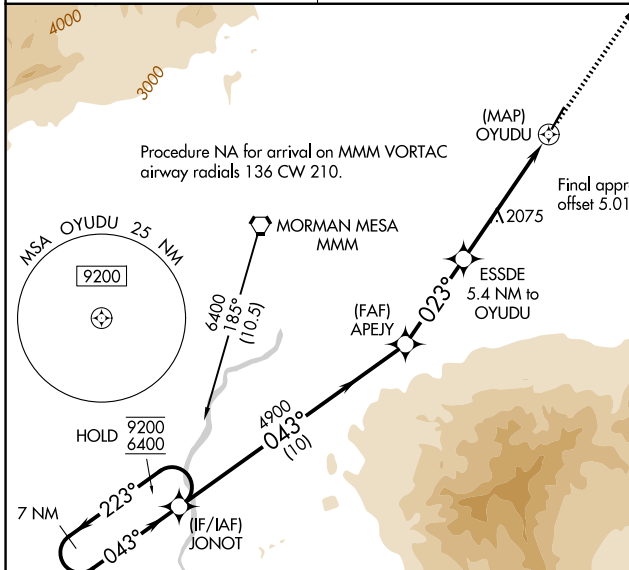 4000
3000
Procedure NA for arrival on MMM VORTAC
airway radials 136 CW 210.
(MAP)
OYUDU
Final appr
offset 5.01
MSA OYUDU 25 NM
9200
MORMAN MESA
MMM
2075
ESSDE
5.4 NM to
OYUDU
023°
(FAF)
APEJY
6400
185°
(10.5)
4900
043°
(10)
HOLD
9200
6400
7 NM
223°
043°
(IF/IAF)
JONOT